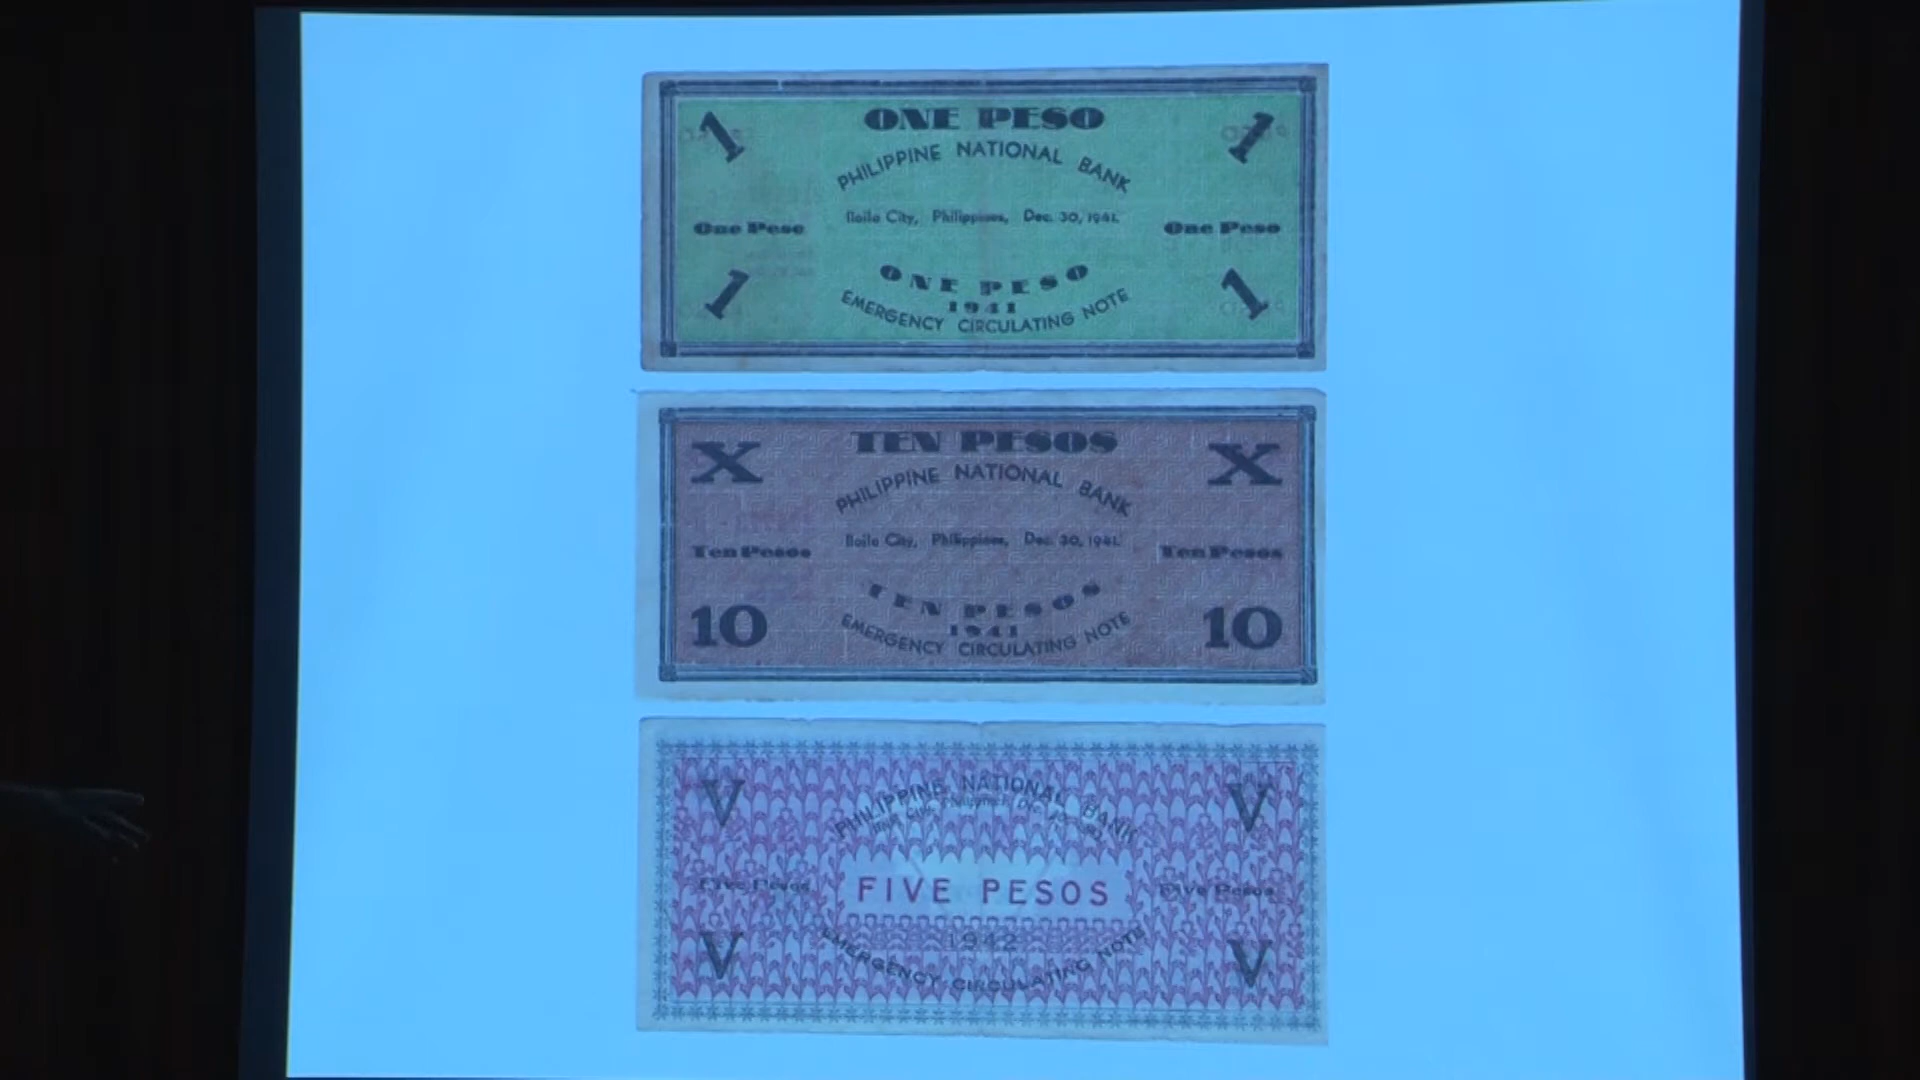 1 ONE PESO 1
PHILIPPINE NATIONAL BANK
Iloilo City, Philippines, Dec. 30, 1941.
One Peso One Peso
ONE PESO
1941
1 EMERGENCY CIRCULATING NOTE 1
X TEN PESOS X
PHILIPPINE NATIONAL BANK
Iloilo City, Philippines, Dec. 30, 1941.
Ten Pesos Ten Pesos
TEN PESOS
1941
10 EMERGENCY CIRCULATING NOTE 10
V PHILIPPINE NATIONAL BANK V
Five Pesos FIVE PESOS Five Pesos
1942
V EMERGENCY CIRCULATING NOTE V